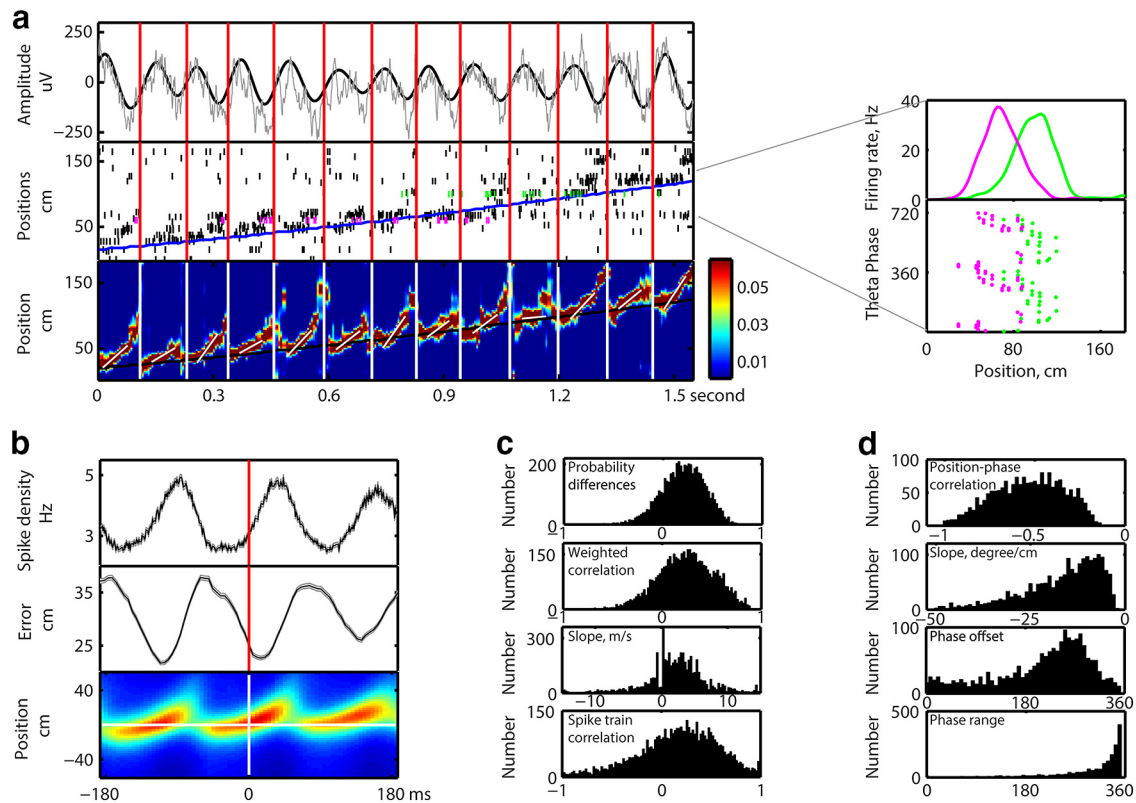 a
250
0
−250
Amplitude
uV
150
50
Positions
cm
150
50
Position
cm
0.05
0.03
0.01
0
0.3
0.6
0.9
1.2
1.5 second
40
20
0
Firing rate, Hz
720
360
Theta Phase
0
80
160
Position, cm
b
5
3
Spike density
Hz
35
25
Error
cm
40
−40
Position
cm
−180
0
180 ms
c
200
0
Number
Probability
differences
−1
0
1
150
0
Number
Weighted
correlation
−1
0
1
300
0
Number
Slope, m/s
−10
0
10
150
0
Number
Spike train
correlation
−1
0
1
d
100
50
0
Number
Position-phase
correlation
−1
−0.5
0
100
0
Number
Slope, degree/cm
−50
−25
0
100
0
Number
Phase offset
0
180
360
500
0
Number
Phase range
0
180
360